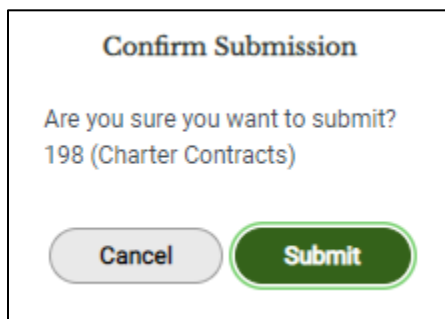 Confirm Submission
Are you sure you want to submit?
198 (Charter Contracts)
Cancel
Submit